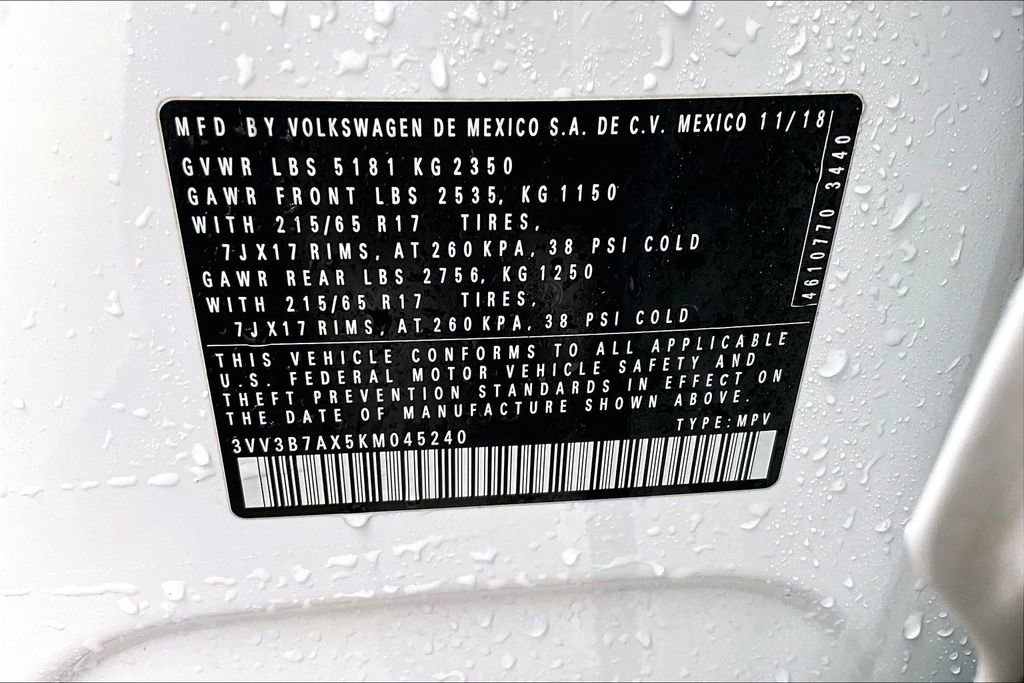 MFD BY VOLKSWAGEN DE MEXICO S.A. DE C.V. MEXICO 11/18
GVWR LBS 5181 KG 2350
GAWR FRONT LBS 2535, KG 1150
WITH 215/65 R17 TIRES,
7JX17 RIMS, AT 260 KPA, 38 PSI COLD
GAWR REAR LBS 2756, KG 1250
WITH 215/65 R17 TIRES,
7JX17 RIMS, AT 260 KPA, 38 PSI COLD
4610770 3440
THIS VEHICLE CONFORMS TO ALL APPLICABLE
U.S. FEDERAL MOTOR VEHICLE SAFETY AND
THEFT PREVENTION STANDARDS IN EFFECT ON
THE DATE OF MANUFACTURE SHOWN ABOVE.
3VV3B7AX5KM045240 TYPE: MPV